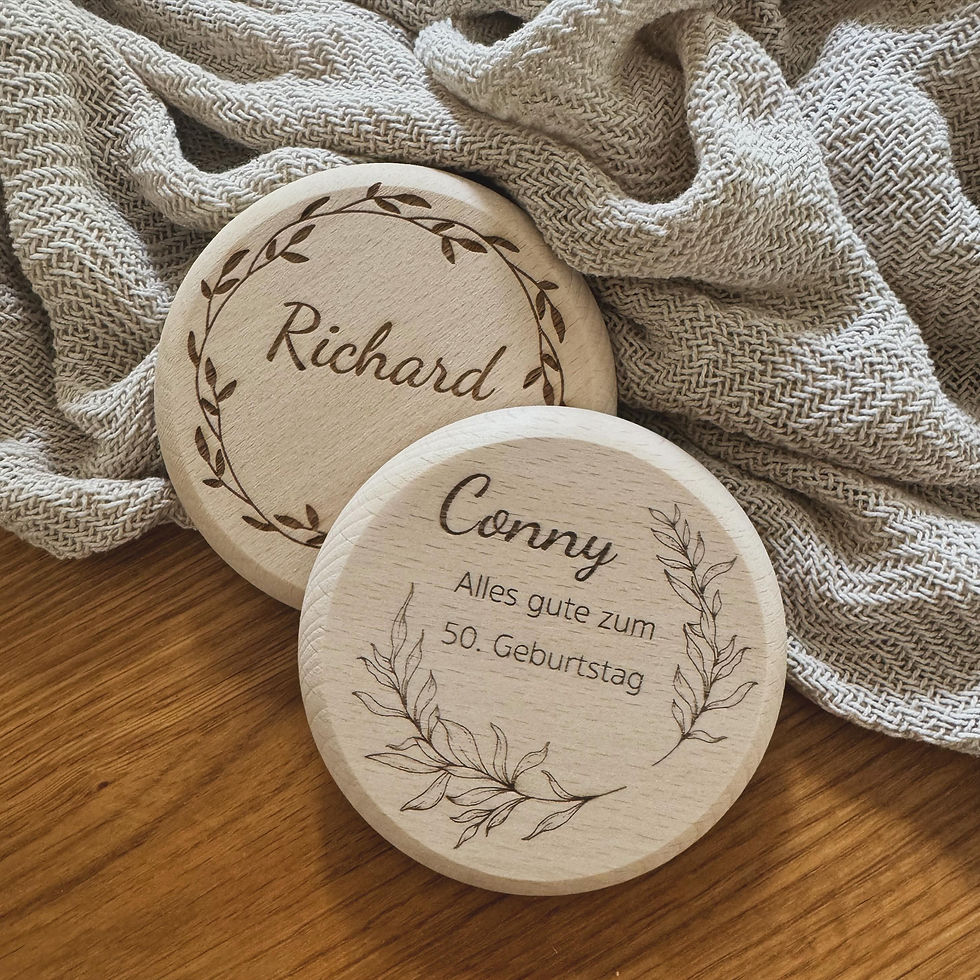 Richard
Conny
Alles gute zum
50. Geburtstag